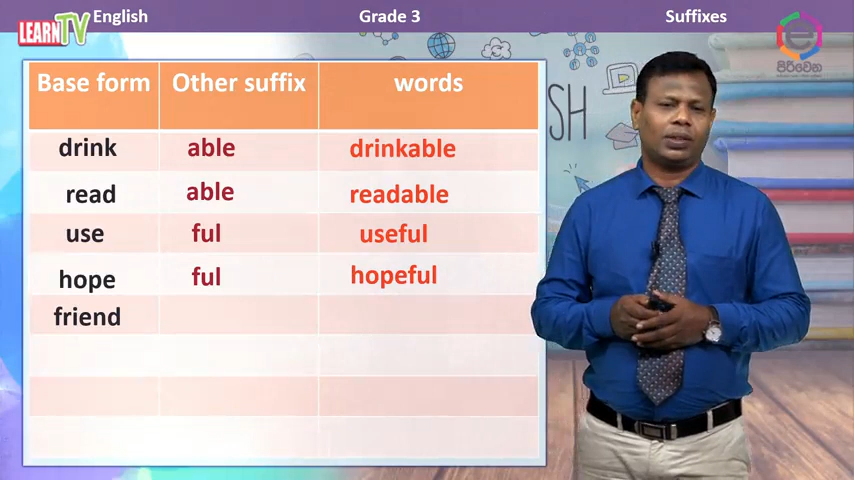 LEARN TV
English
Grade 3
Suffixes
පිරිවෙන
SH
Base form Other suffix words
drink able drinkable
read able readable
use ful useful
hope ful hopeful
friend